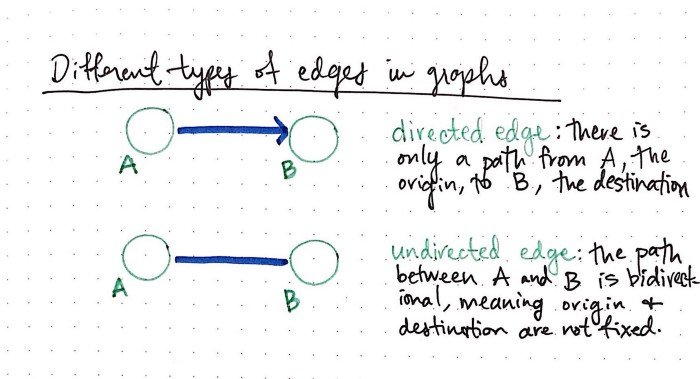 Different types of edges in graphs
A
B
directed edge: there is
only a path from A, the
origin, to B, the destination
A
B
undirected edge: the path
between A and B is bidirect-
ional, meaning origin &
destination are not fixed.